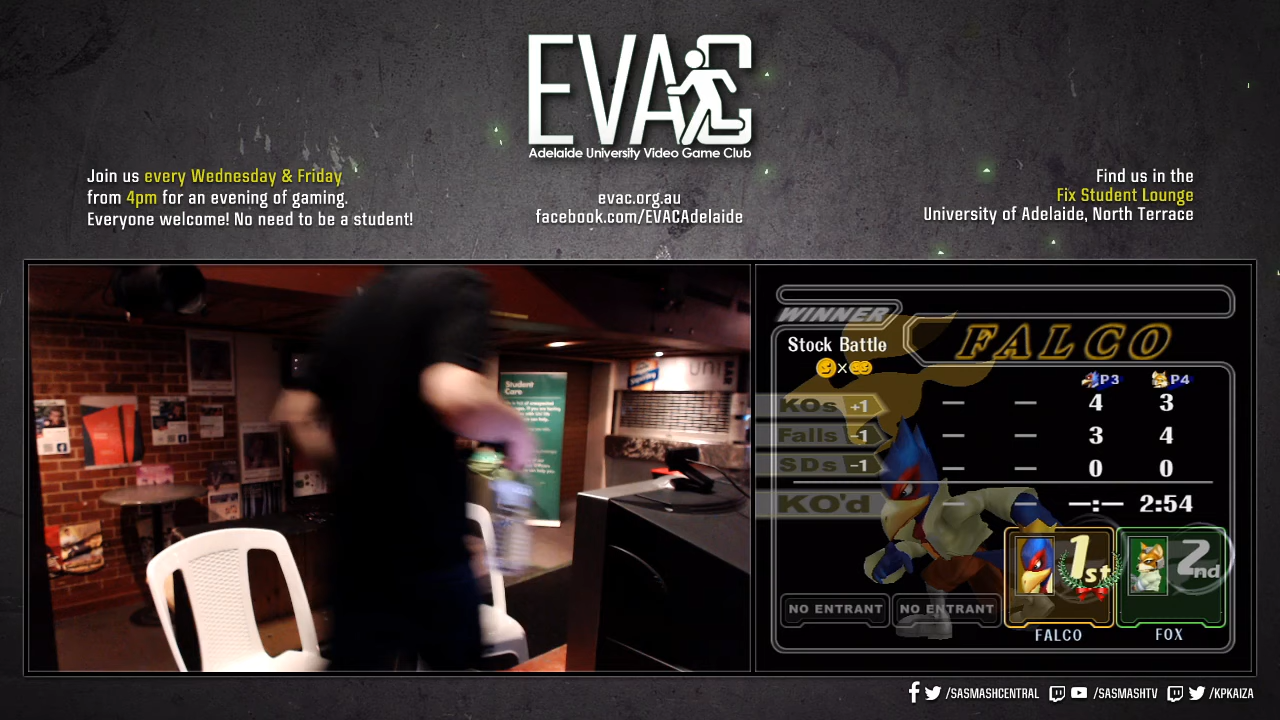 EVAC
Adelaide University Video Game Club
Join us every Wednesday & Friday
from 4pm for an evening of gaming.
Everyone welcome! No need to be a student!
evac.org.au
facebook.com/EVACAdelaide
Find us in the
Fix Student Lounge
University of Adelaide, North Terrace
Student
Care
WINNER
FALCO
Stock Battle
P3 P4
KOs +1 — — 4 3
Falls -1 — — 3 4
SDs -1 — — 0 0
KO'd — — —:— 2:54
1st
2nd
NO ENTRANT
NO ENTRANT
FALCO
FOX
/SASMASHCENTRAL /SASMASHTV /KPKAIZA